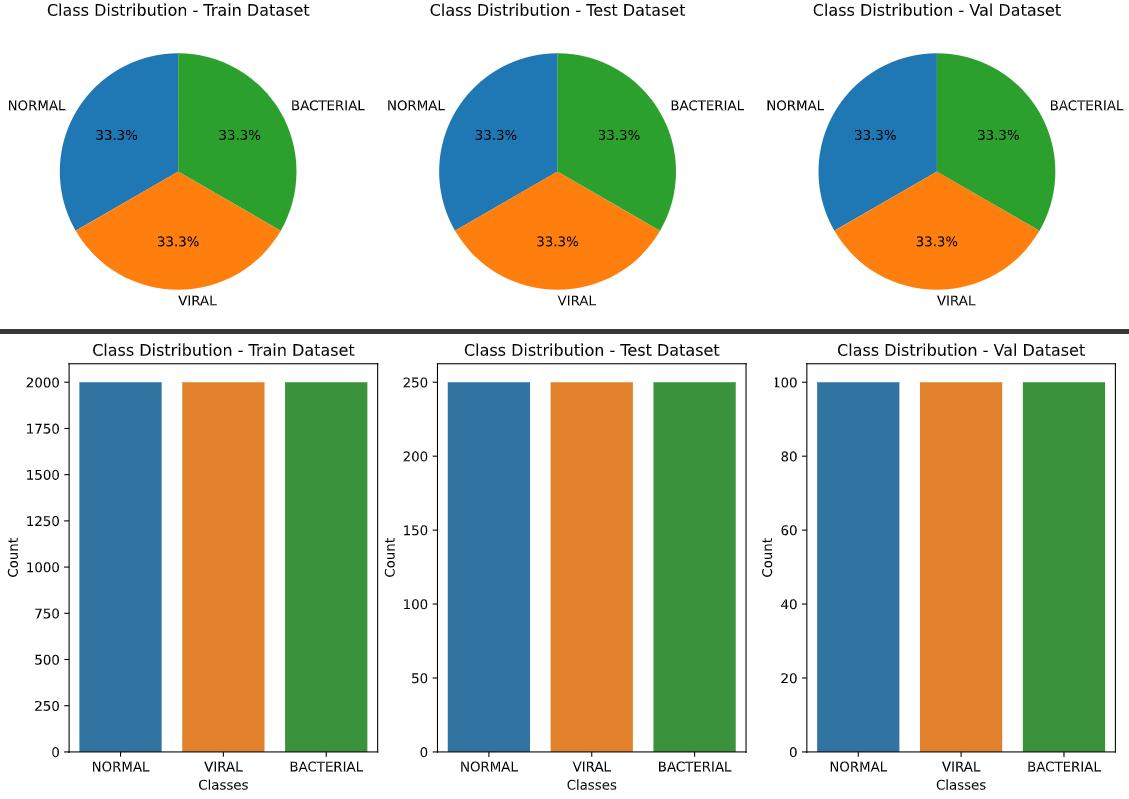 Class Distribution - Train Dataset
NORMAL
BACTERIAL
33.3%
33.3%
33.3%
VIRAL
Class Distribution - Test Dataset
NORMAL
BACTERIAL
33.3%
33.3%
33.3%
VIRAL
Class Distribution - Val Dataset
NORMAL
BACTERIAL
33.3%
33.3%
33.3%
VIRAL
Class Distribution - Train Dataset
Count
2000
1750
1500
1250
1000
750
500
250
0
NORMAL VIRAL BACTERIAL
Classes
Class Distribution - Test Dataset
Count
250
200
150
100
50
0
NORMAL VIRAL BACTERIAL
Classes
Class Distribution - Val Dataset
Count
100
80
60
40
20
0
NORMAL VIRAL BACTERIAL
Classes